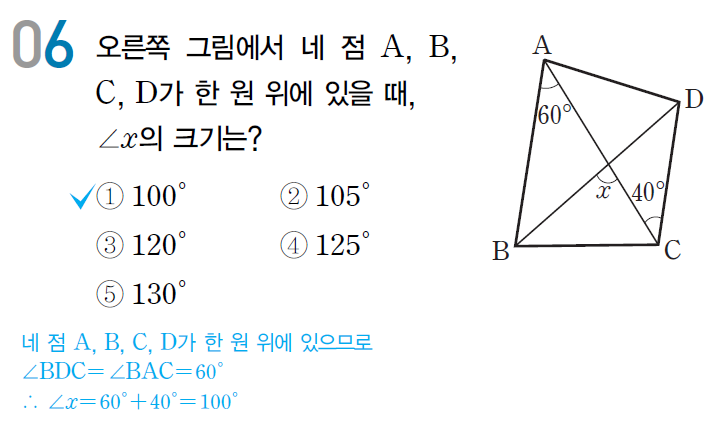 06 오른쪽 그림에서 네 점 A, B,
C, D가 한 원 위에 있을 때,
∠x의 크기는?
① 100° ② 105°
③ 120° ④ 125°
⑤ 130°
네 점 A, B, C, D가 한 원 위에 있으므로
∠BDC=∠BAC=60°
∴ ∠x=60°+40°=100°
A
D
60°
x 40°
B
C